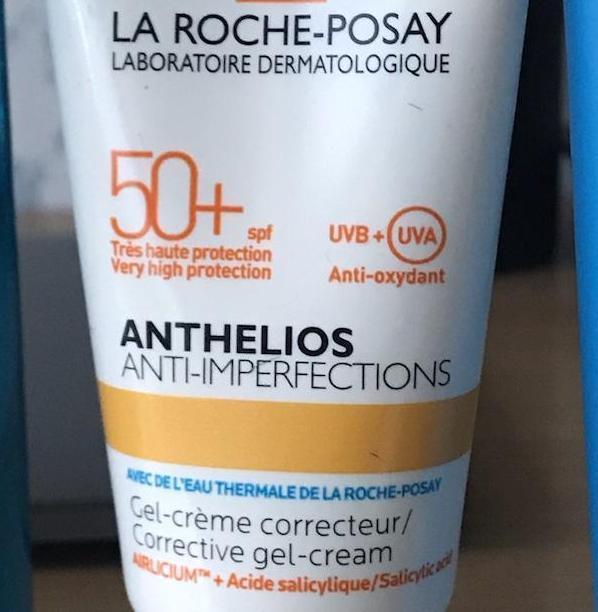 LA ROCHE-POSAY
LABORATOIRE DERMATOLOGIQUE
50+ spf
Très haute protection
Very high protection
UVB + UVA
Anti-oxydant
ANTHELIOS
ANTI-IMPERFECTIONS
AVEC DE L'EAU THERMALE DE LA ROCHE-POSAY
Gel-crème correcteur/
Corrective gel-cream
AIRLICIUM™ + Acide salicylique/Salicylic acid